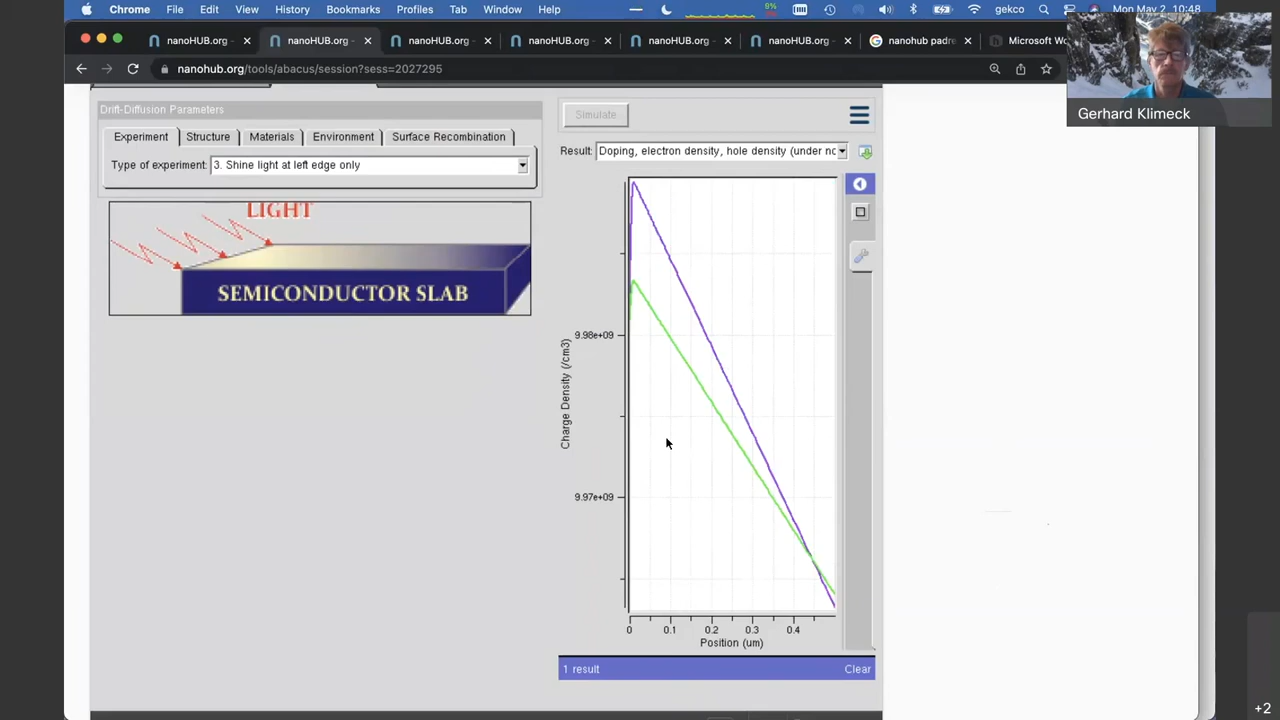 Chrome File Edit View History Bookmarks Profiles Tab Window Help 8% gekco Mon May 2 10:48
nanoHUB.org - nanoHUB.org - nanoHUB.org - nanoHUB.org - nanoHUB.org - nanoHUB.org - nanohub padre Microsoft Wo
nanohub.org/tools/abacus/session?sess=2027295
Gerhard Klimeck
Drift-Diffusion Parameters
Experiment Structure Materials Environment Surface Recombination
Type of experiment: 3. Shine light at left edge only
LIGHT
SEMICONDUCTOR SLAB
Simulate
Result: Doping, electron density, hole density (under nc
Charge Density (/cm3)
9.98e+09
9.97e+09
0 0.1 0.2 0.3 0.4
Position (um)
1 result Clear
+2